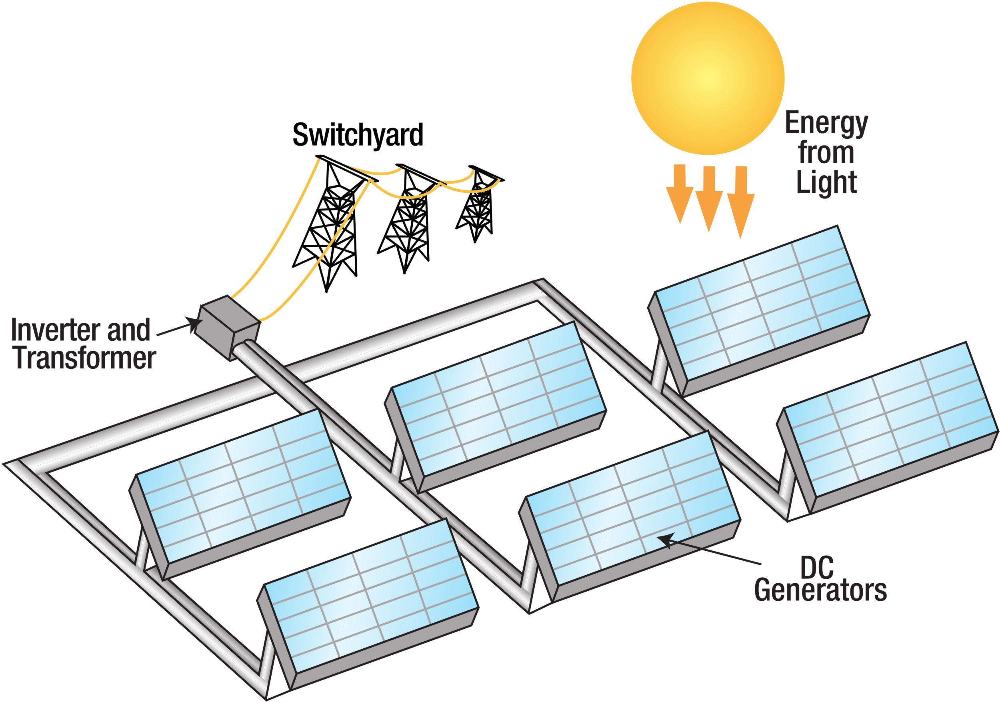 Energy
from
Light
Switchyard
Inverter and
Transformer
DC
Generators